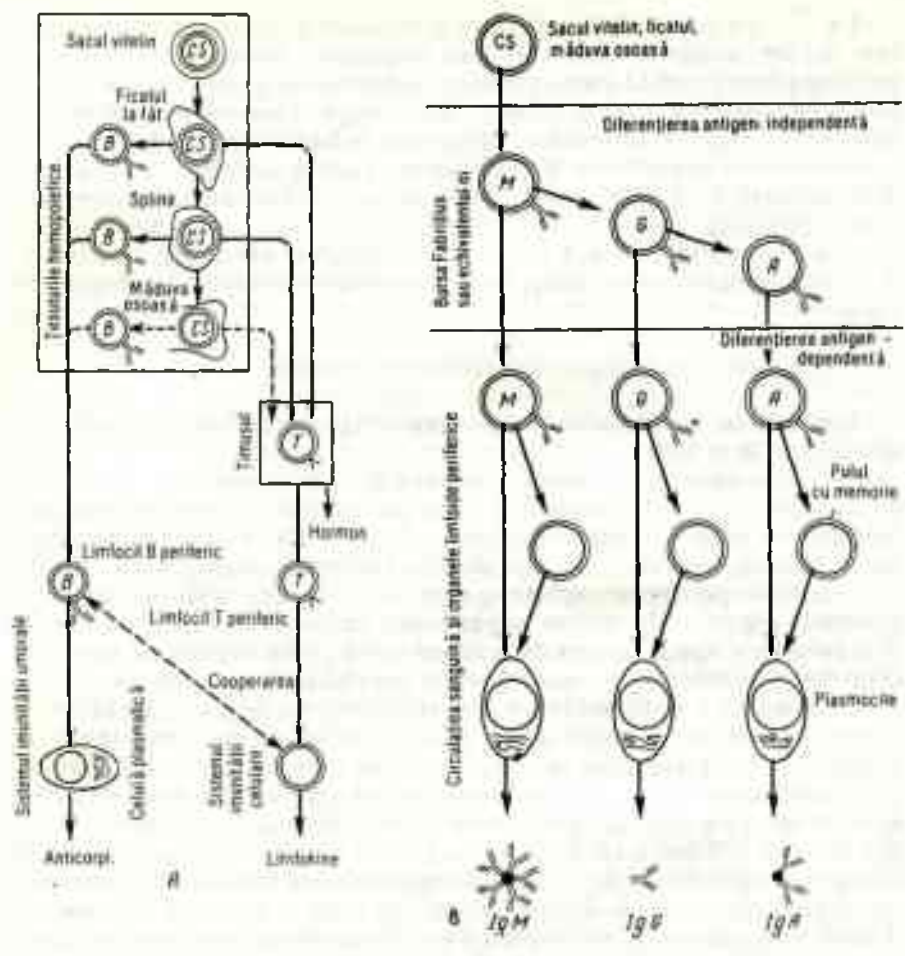 Sacul vitelin
CS
Ficatul
la făt
B
CS
Splina
B
CS
Măduva
osoasă
B
CS
Tesuturile hemopoietice
Timusul
T
Hormon
Limfocit B periferic
B
T
Limfocit T periferic
Cooperarea
Sistemul imunității umorale
Celulă plasmatică
Sistemul
imunității
celulare
Anticorpi.
Limfokine
A
CS
Sacul vitelin, ficatul,
măduva osoasă
Diferențierea antigen independentă
Bursa Fabricius
sau echivalentul ei
M
G
A
Diferențierea antigen -
dependentă
M
G
A
Pulul
cu memorie
Circulația sanguină și organele limfoide periferice
Plasmocite
B
IgM
IgG
IgA